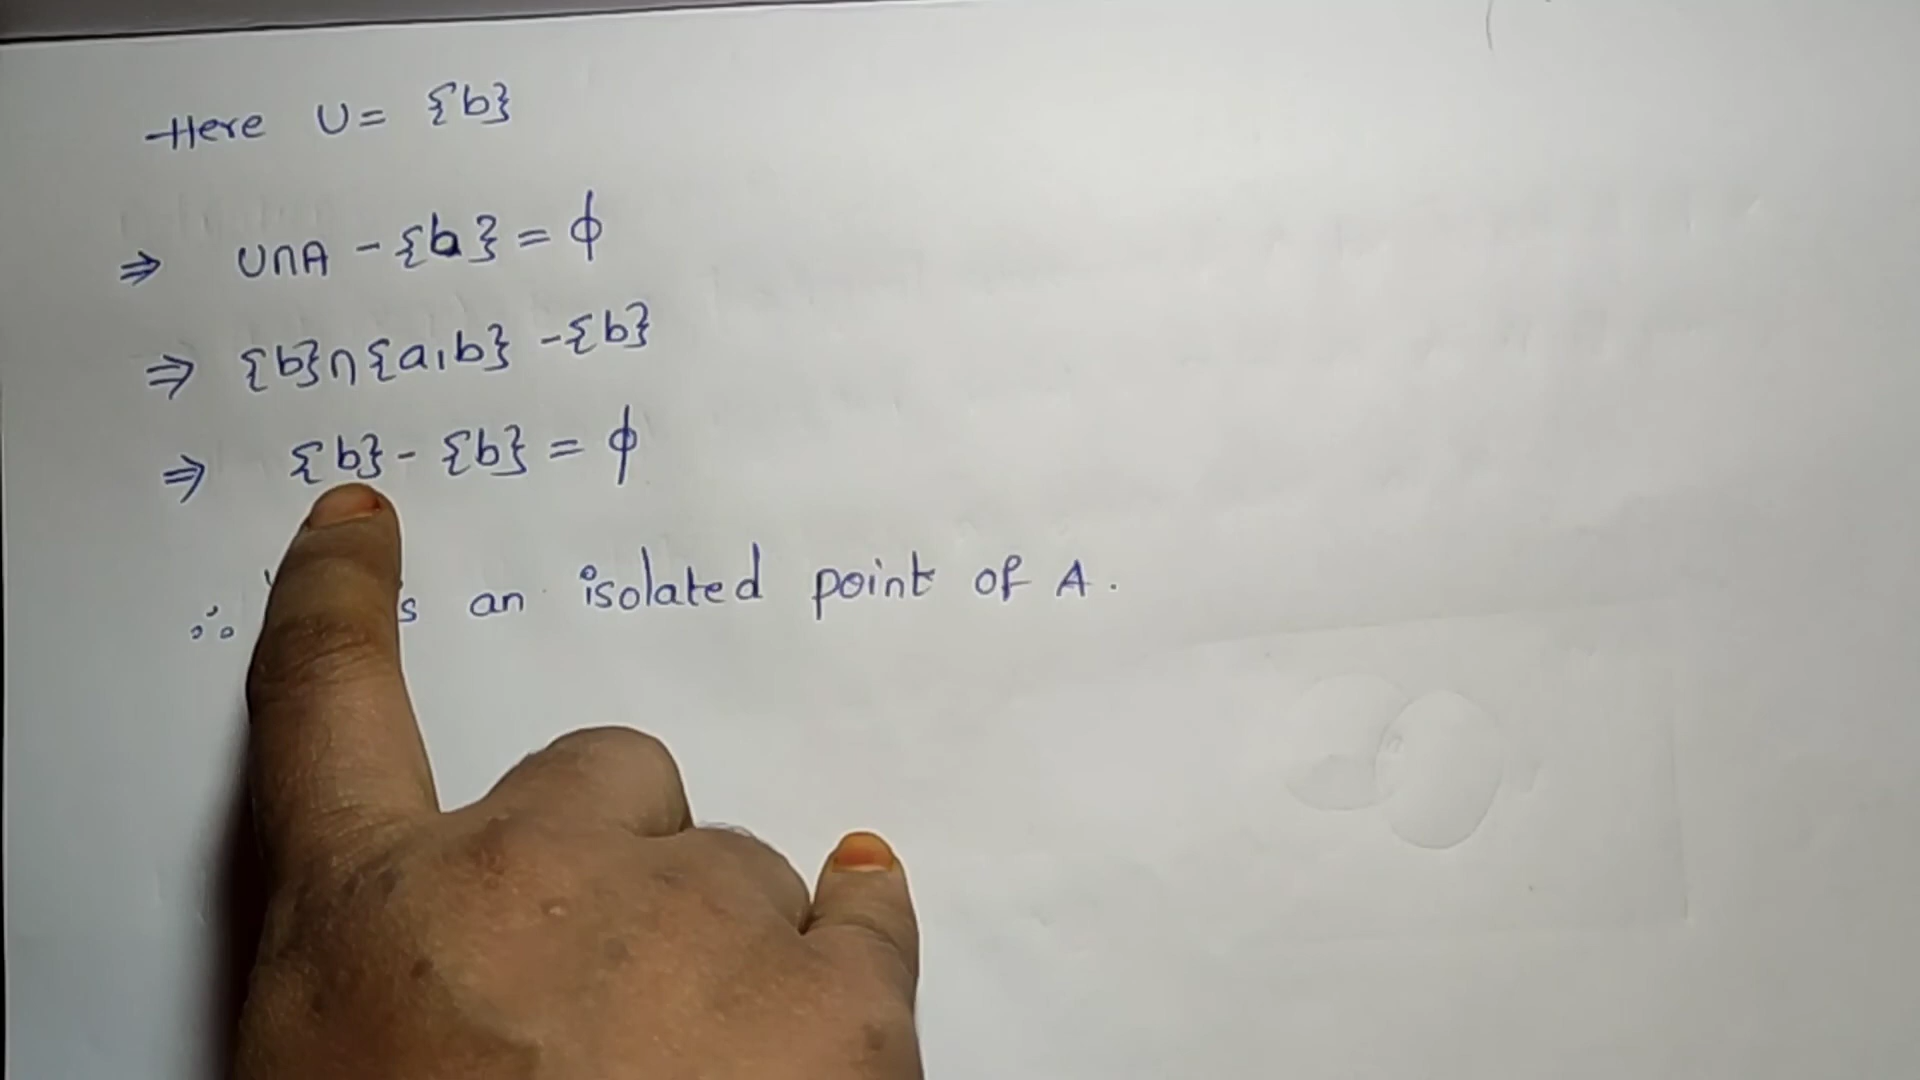 Here U = {b}
⇒ U∩A - {b} = ϕ
⇒ {b}∩{a,b} - {b}
⇒ {b} - {b} = ϕ
∴ an isolated point of A.